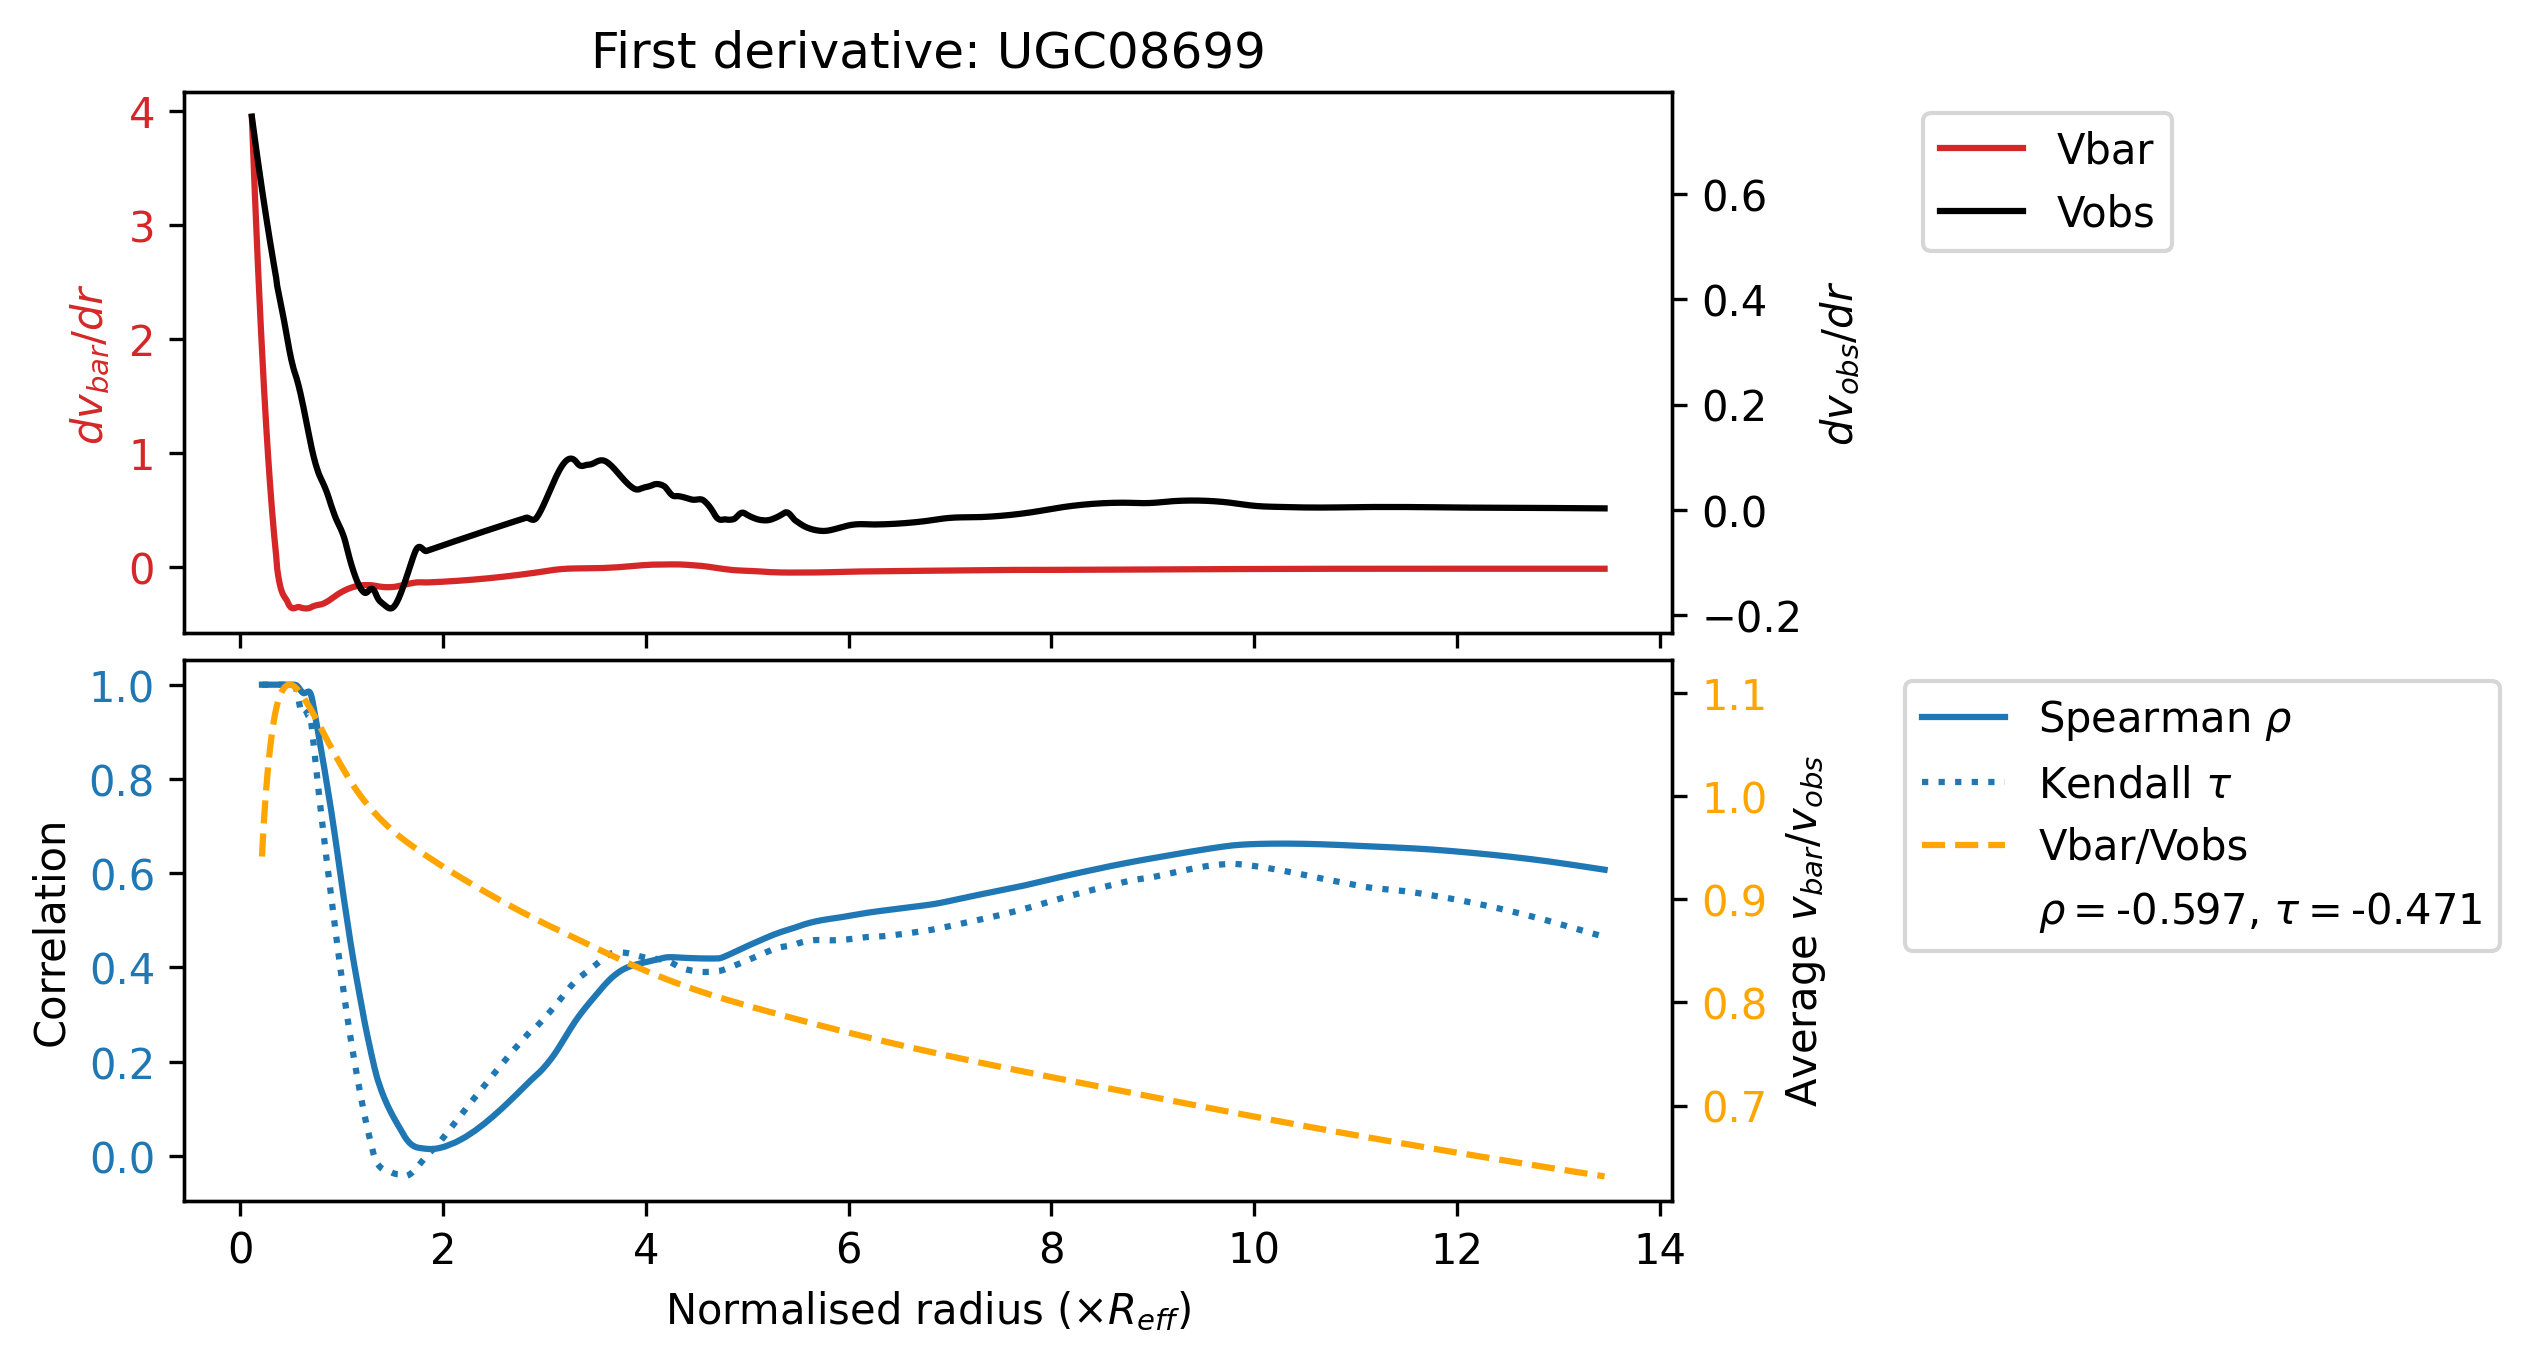 First derivative: UGC08699
4
3
2
1
0
dv_bar/dr
0.6
0.4
0.2
0.0
−0.2
dv_obs/dr
Vbar
Vobs
1.0
0.8
0.6
0.4
0.2
0.0
Correlation
1.1
1.0
0.9
0.8
0.7
Average v_bar/v_obs
Spearman ρ
Kendall τ
Vbar/Vobs
ρ = -0.597, τ = -0.471
0 2 4 6 8 10 12 14
Normalised radius (×R_eff)